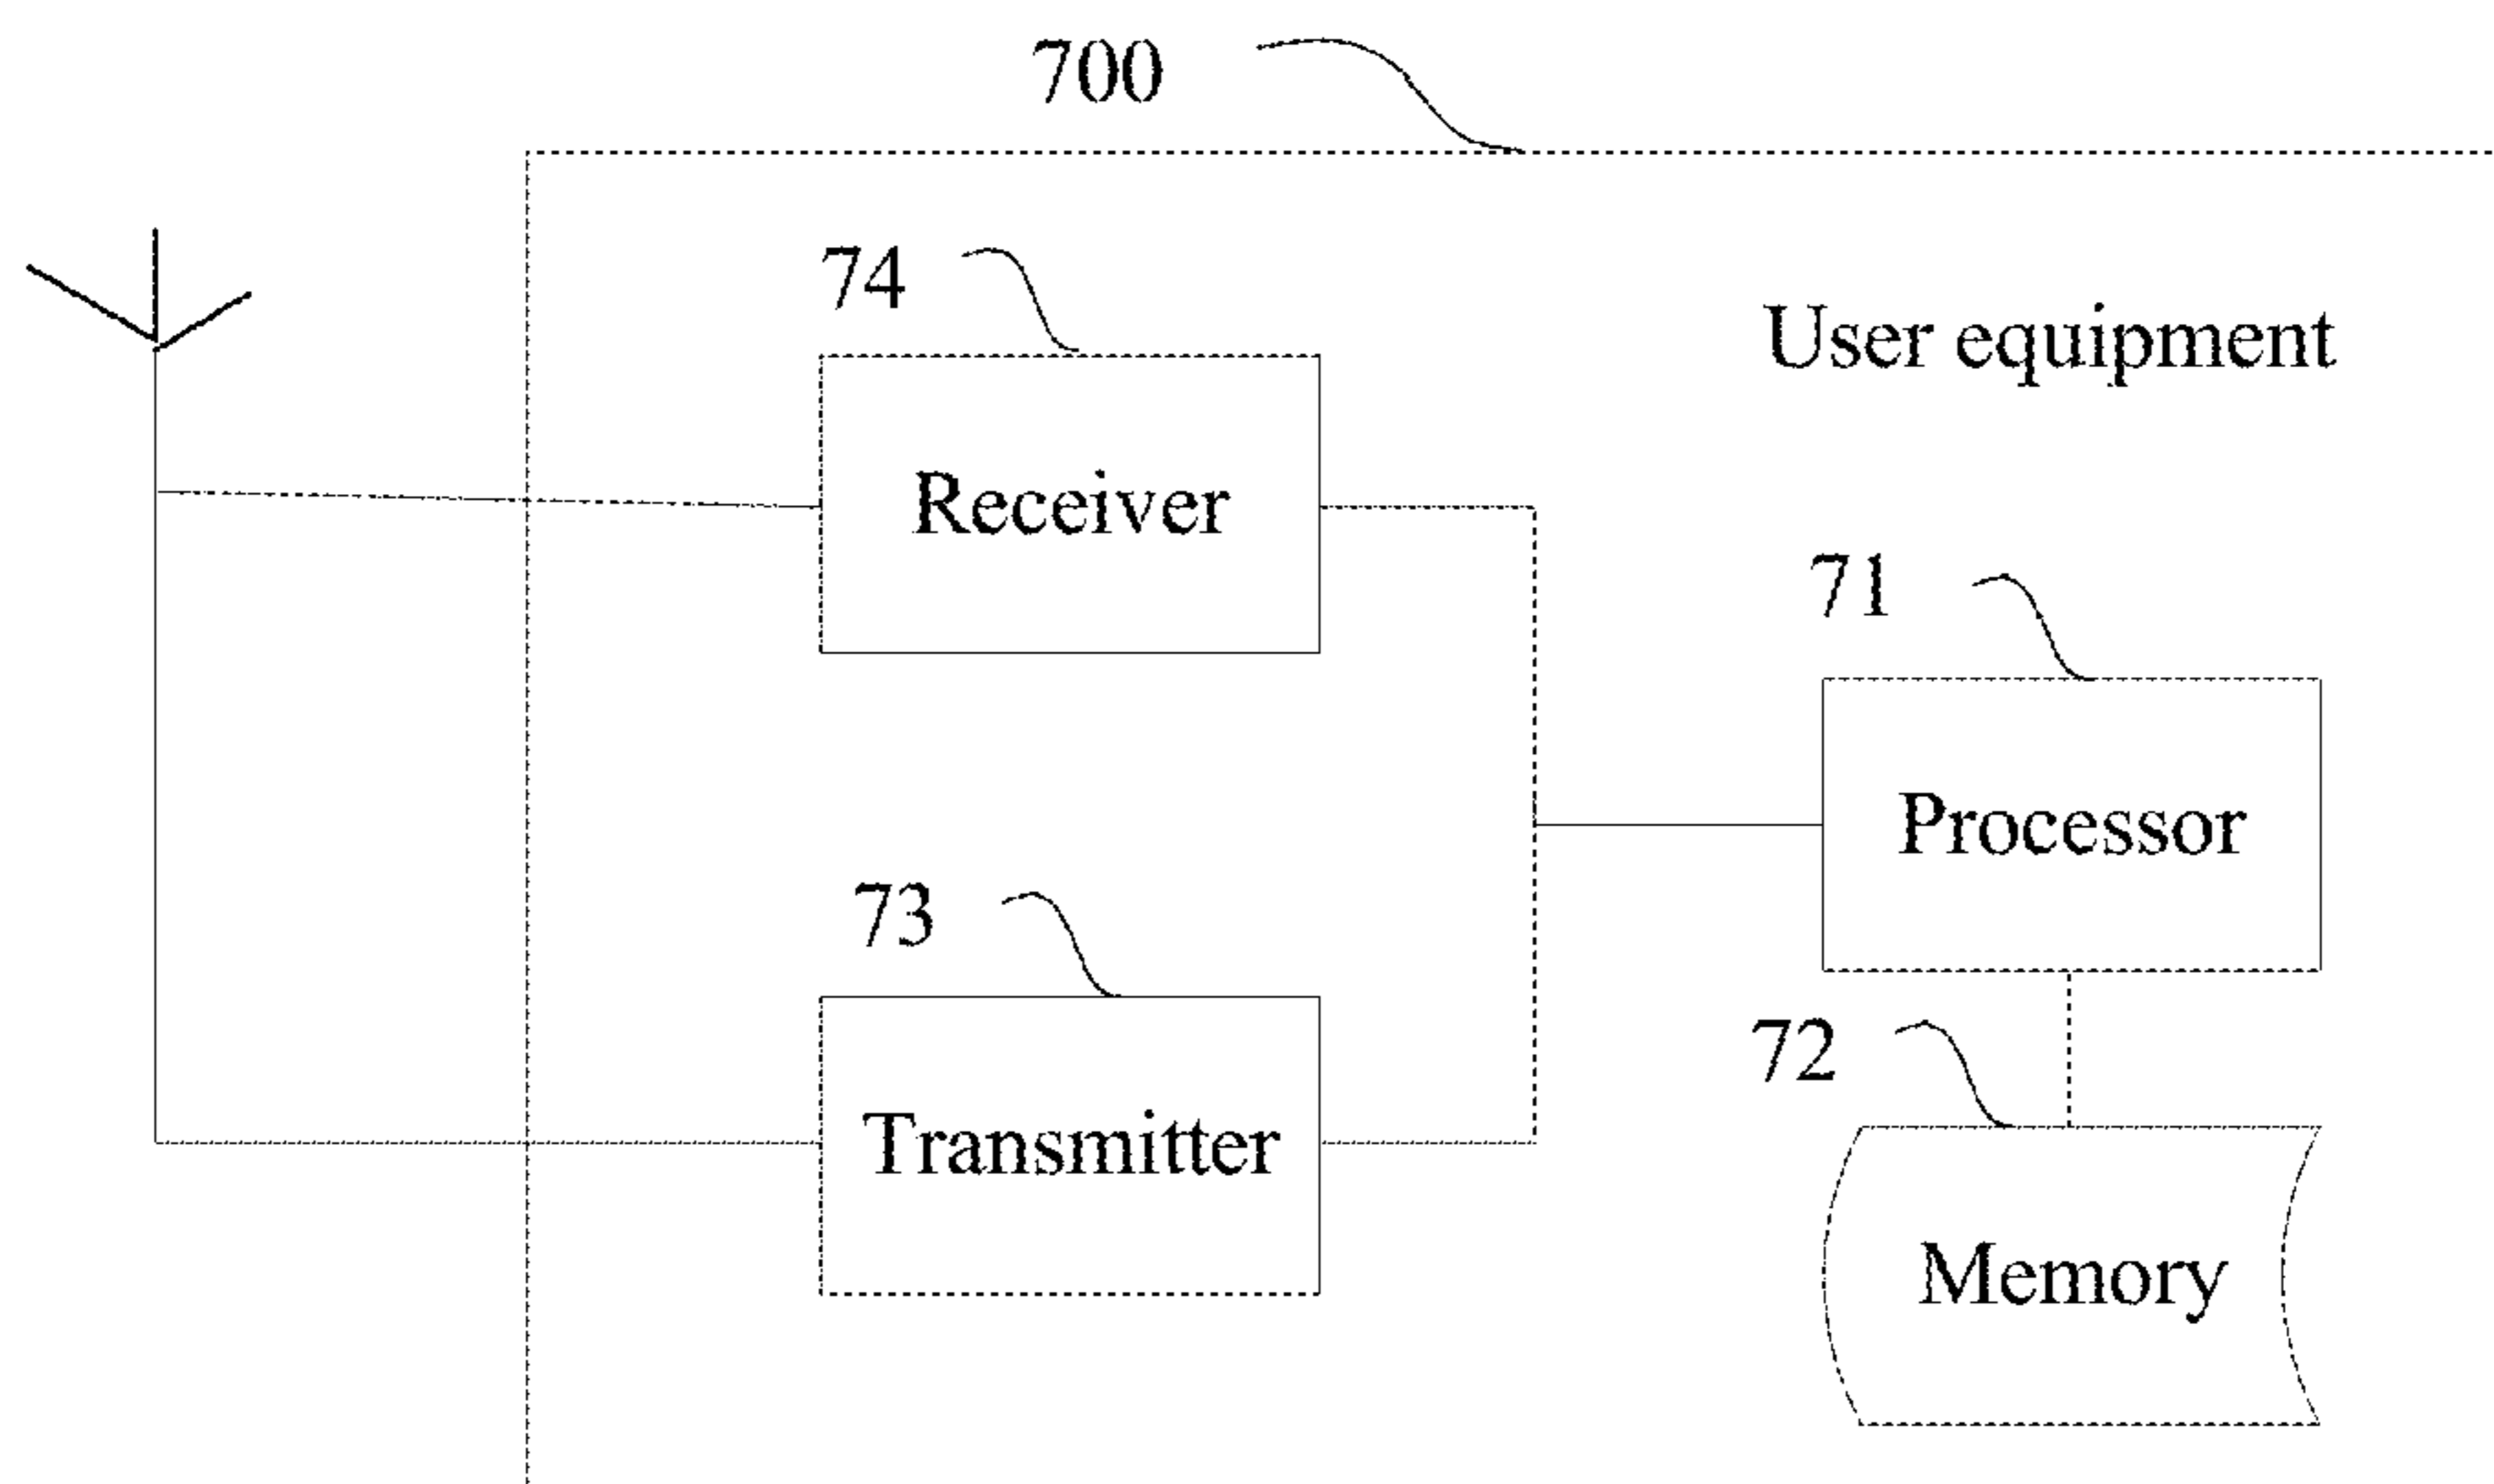 700
74
User equipment
Receiver
71
Processor
73
72
Transmitter
Memory